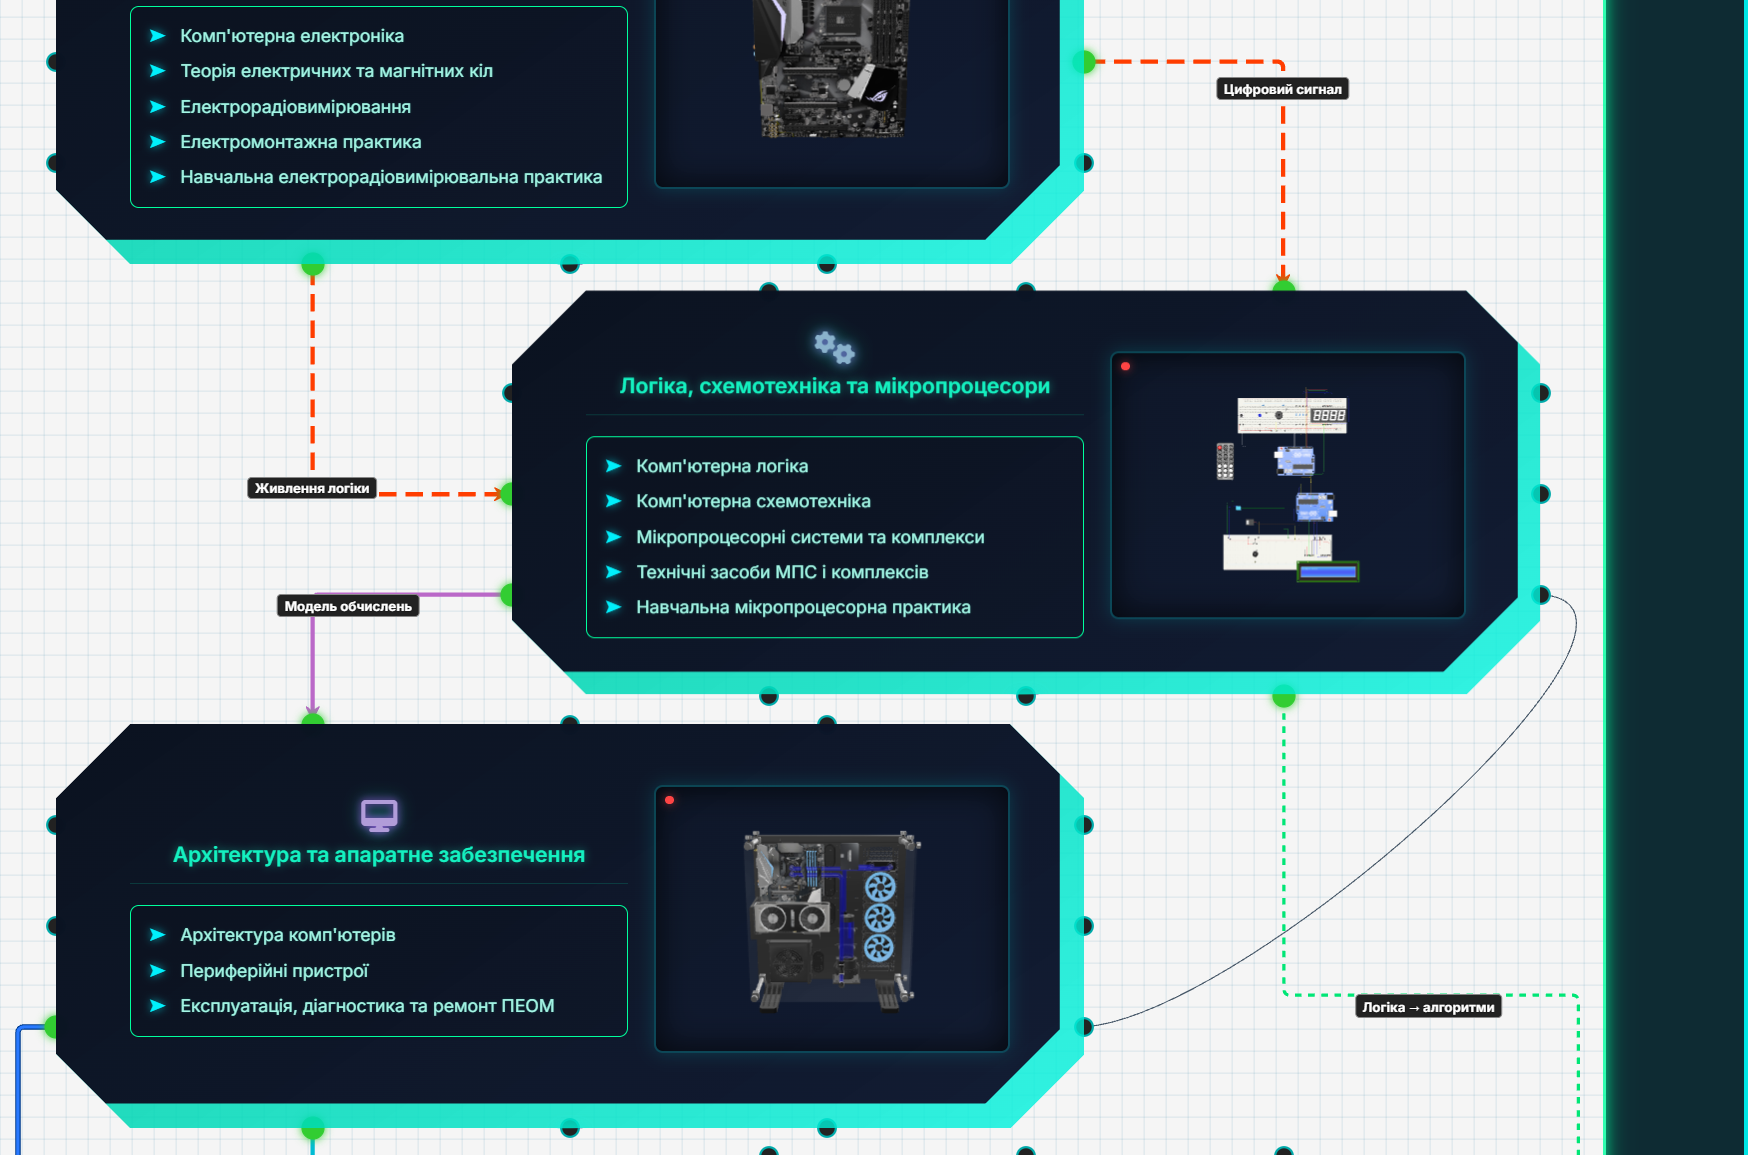 Комп'ютерна електроніка
Теорія електричних та магнітних кіл
Електрорадіовимірювання
Електромонтажна практика
Навчальна електрорадіовимірювальна практика
Цифровий сигнал
Логіка, схемотехніка та мікропроцесори
Комп'ютерна логіка
Комп'ютерна схемотехніка
Мікропроцесорні системи та комплекси
Технічні засоби МПС і комплексів
Навчальна мікропроцесорна практика
Живлення логіки
Модель обчислень
Архітектура та апаратне забезпечення
Архітектура комп'ютерів
Периферійні пристрої
Експлуатація, діагностика та ремонт ПЕОМ
Логіка → алгоритми